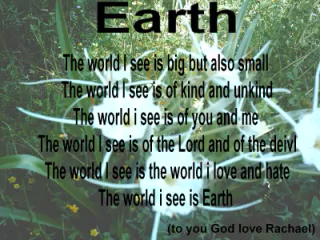 Earth
The world I see is big but also small
The world I see is of kind and unkind
The world i see is of you and me
The world I see is of the Lord and of the deivl
The world I see is the world i love and hate
The world i see is Earth
(to you God love Rachael)